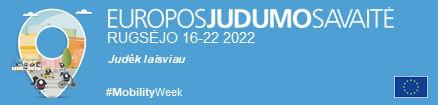 EUROPOSJUDUMOSAVAITĖ
RUGSĖJO 16-22 2022
Judėk laisviau
#MobilityWeek